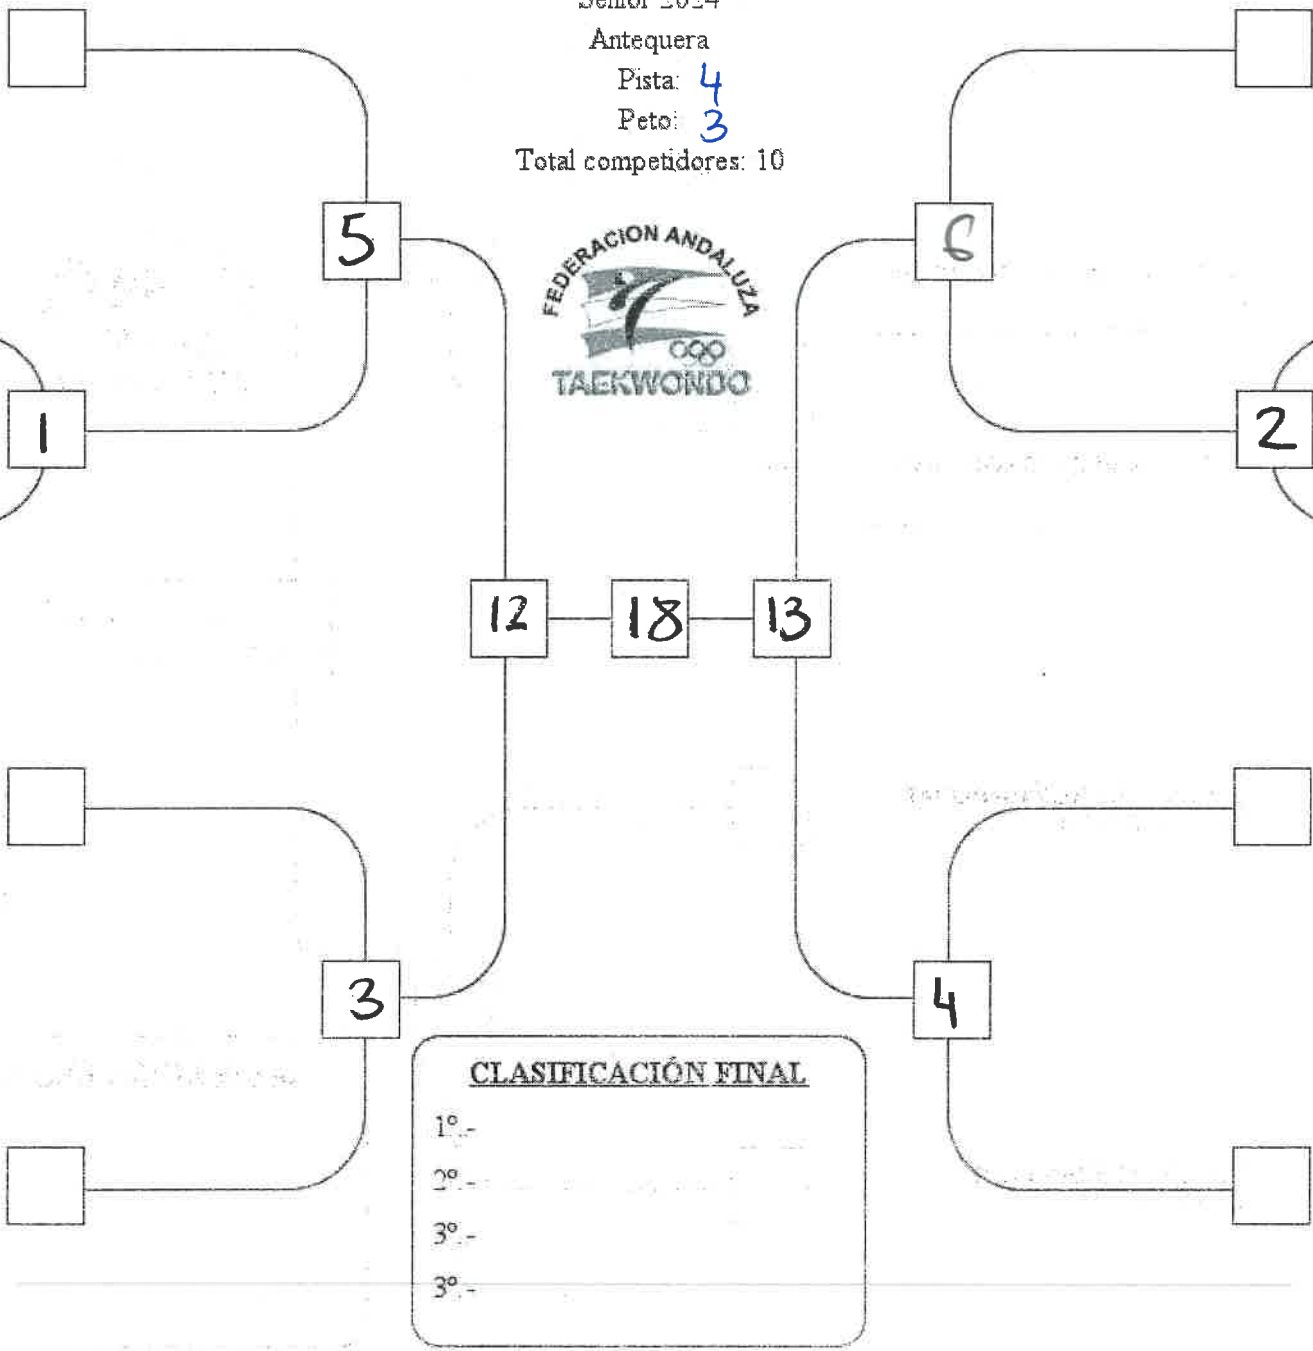 Antequera
Pista: 4
Peto: 3
Total competidores: 10
5
6
FEDERACION ANDALUZA
TAEKWONDO
1
2
12
18
13
3
4
CLASIFICACIÓN FINAL
1º.-
2º.-
3º.-
3º.-